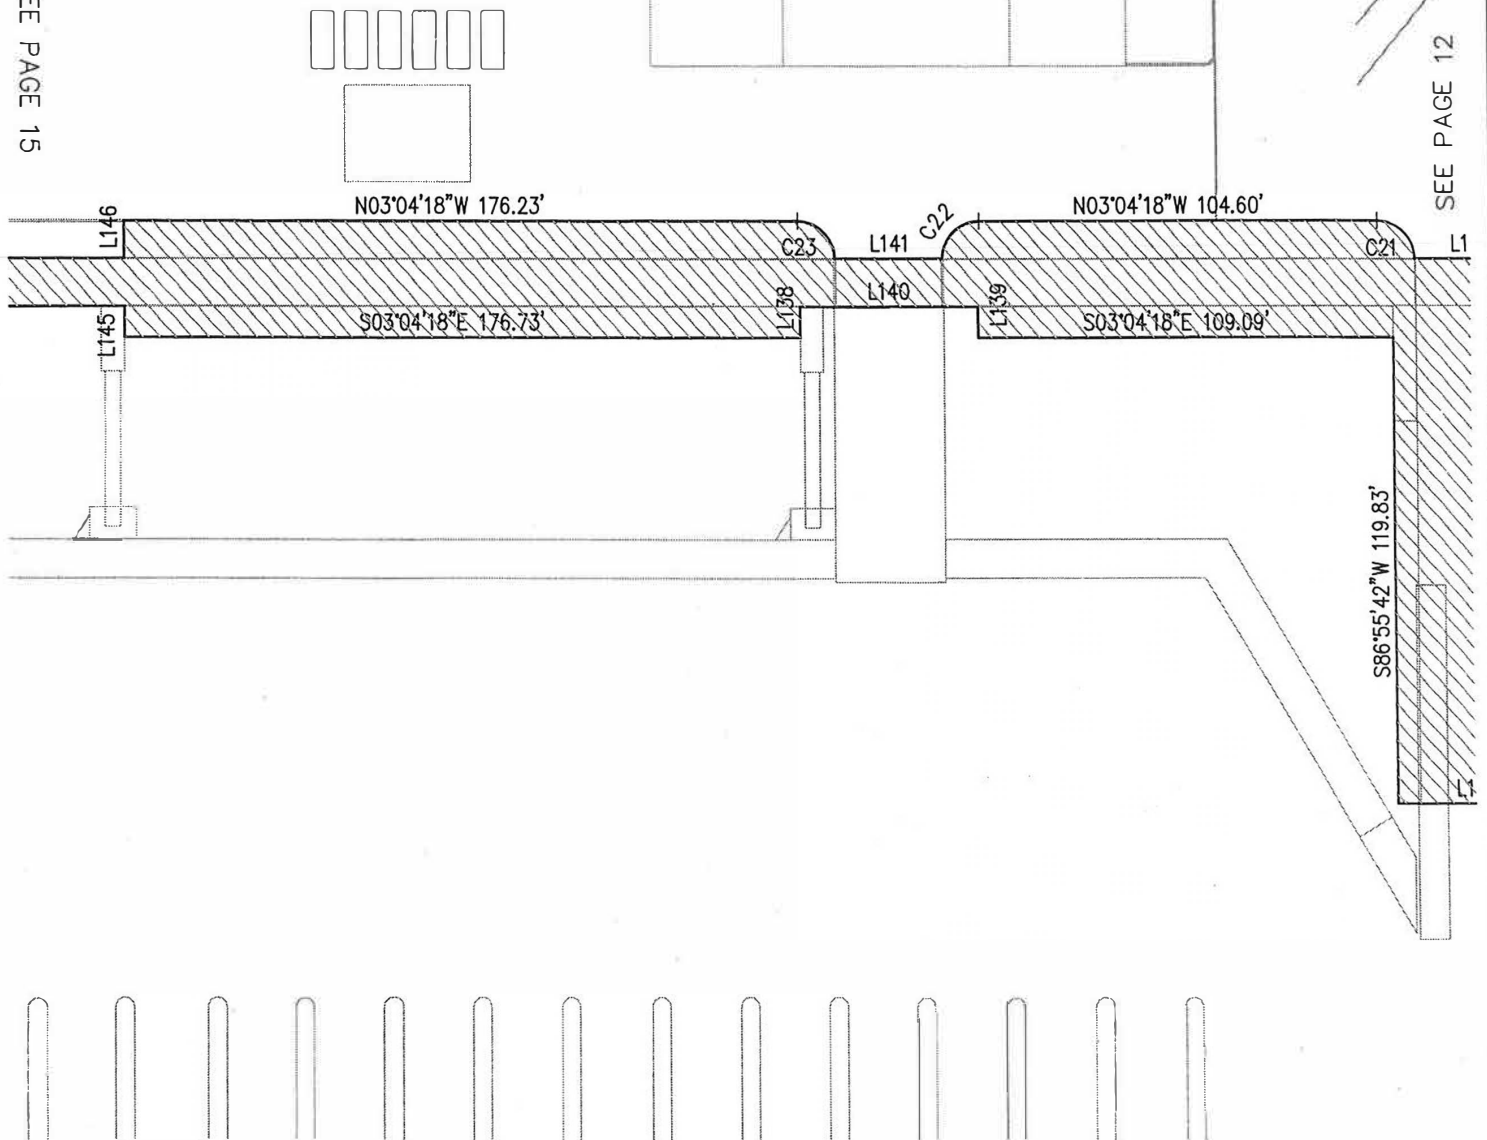 EE PAGE 15
SEE PAGE 12
N03°04'18"W 176.23'
N03°04'18"W 104.60'
L146
C23
L141
C22
C21
L1
L138
L140
L139
L145
S03°04'18"E 176.73'
S03°04'18"E 109.09'
S86°55'42"W 119.83'
L1